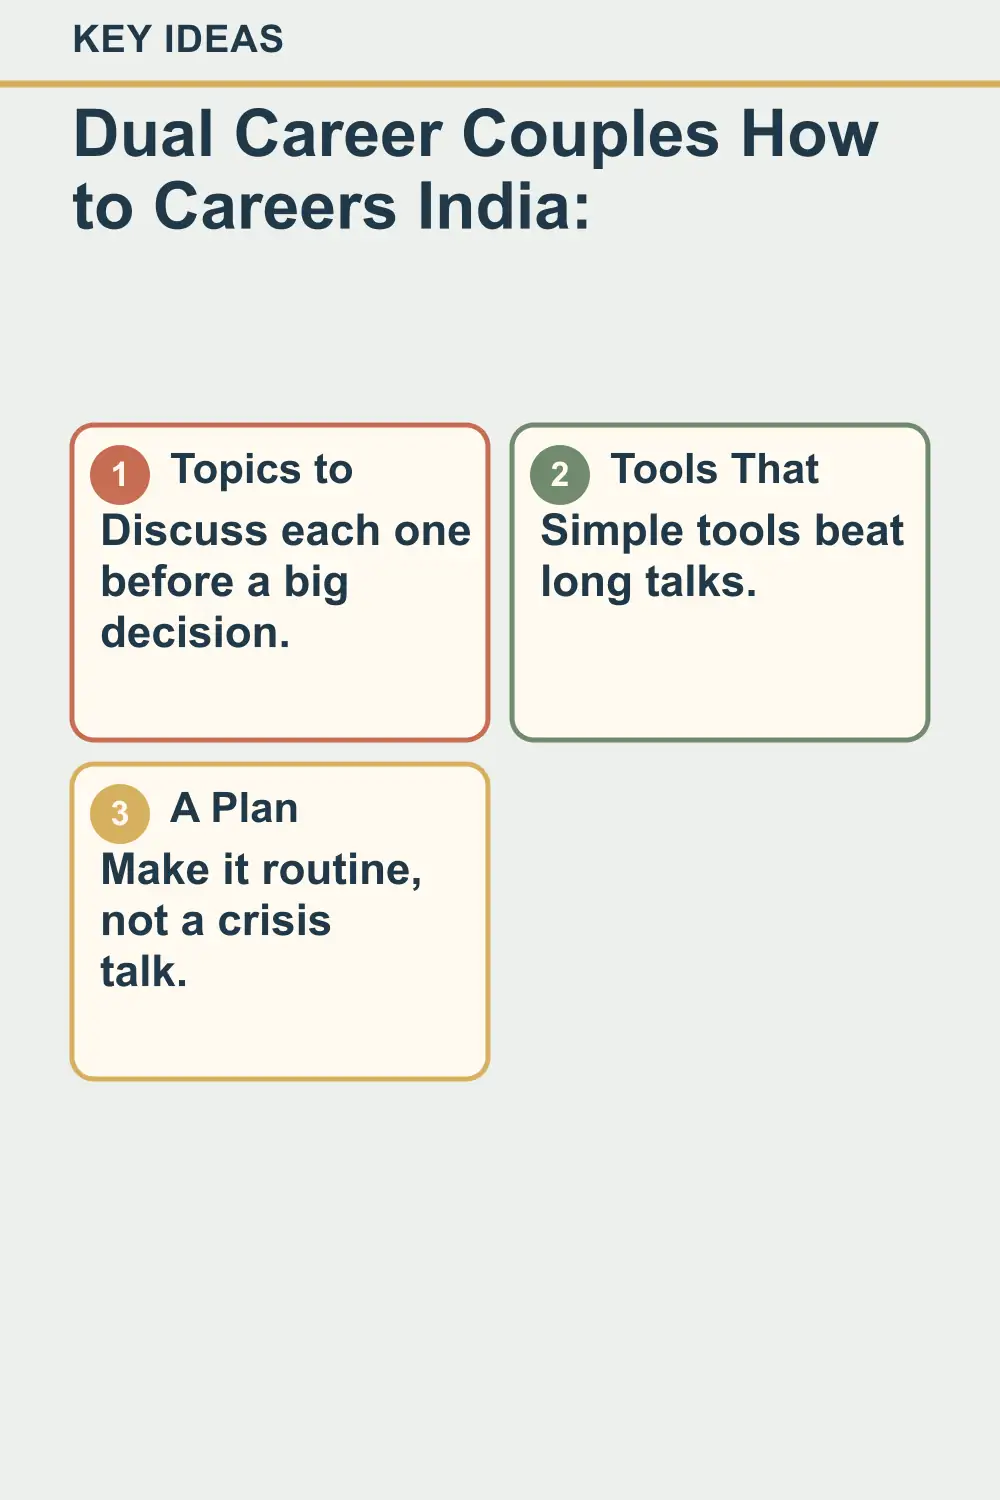 KEY IDEAS
Dual Career Couples How
to Careers India:
1 Topics to
Discuss each one
before a big
decision.
2 Tools That
Simple tools beat
long talks.
3 A Plan
Make it routine,
not a crisis
talk.